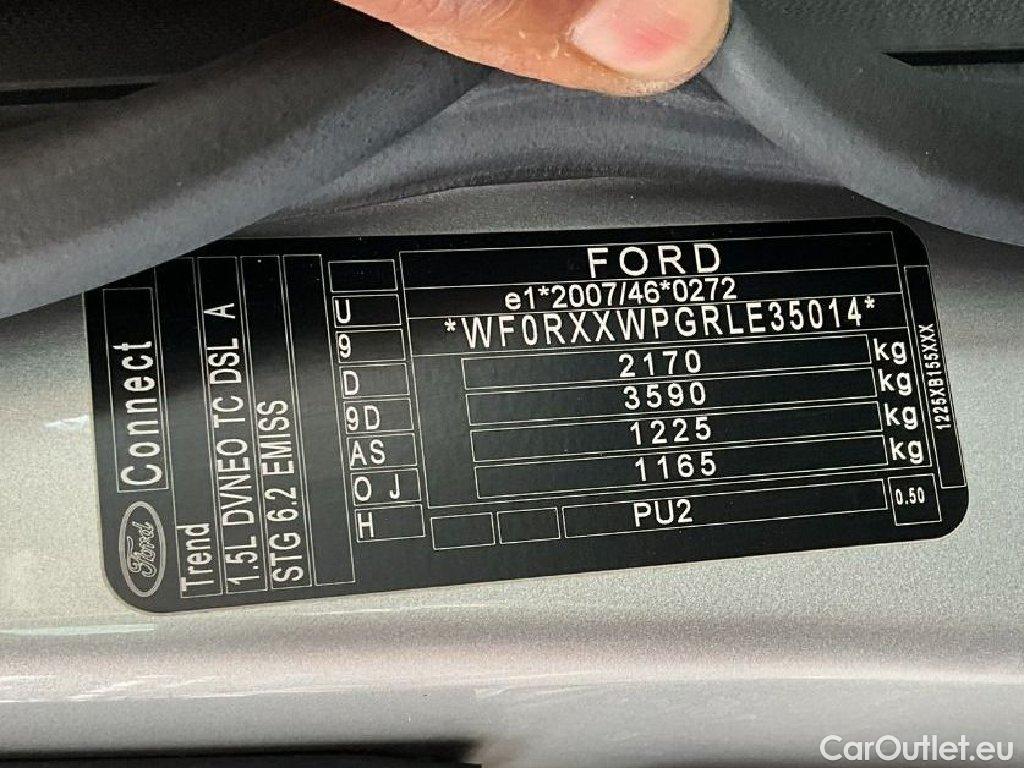 FORD
e1*2007/46*0272
*WF0RXXWPGRLE35014*
2170 kg
3590 kg
1225 kg
1165 kg
PU2
0.50
1225XB155XXX
U
9
D
9D
AS
O J
H
Ford
Connect
Trend
1.5L DVNEO TC DSL A
STG 6.2 EMISS
CarOutlet.eu